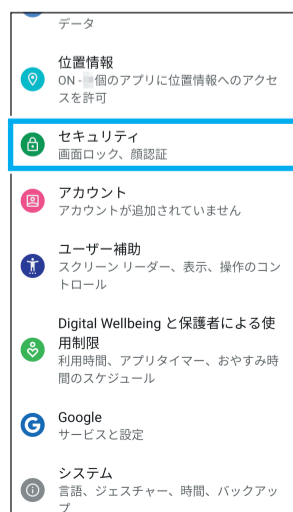 データ
位置情報
ON - 個のアプリに位置情報へのアクセ
スを許可
セキュリティ
画面ロック、顔認証
アカウント
アカウントが追加されていません
ユーザー補助
スクリーン リーダー、表示、操作のコン
トロール
Digital Wellbeing と保護者による使
用制限
利用時間、アプリタイマー、おやすみ時
間のスケジュール
Google
サービスと設定
システム
言語、ジェスチャー、時間、バックアッ
プ